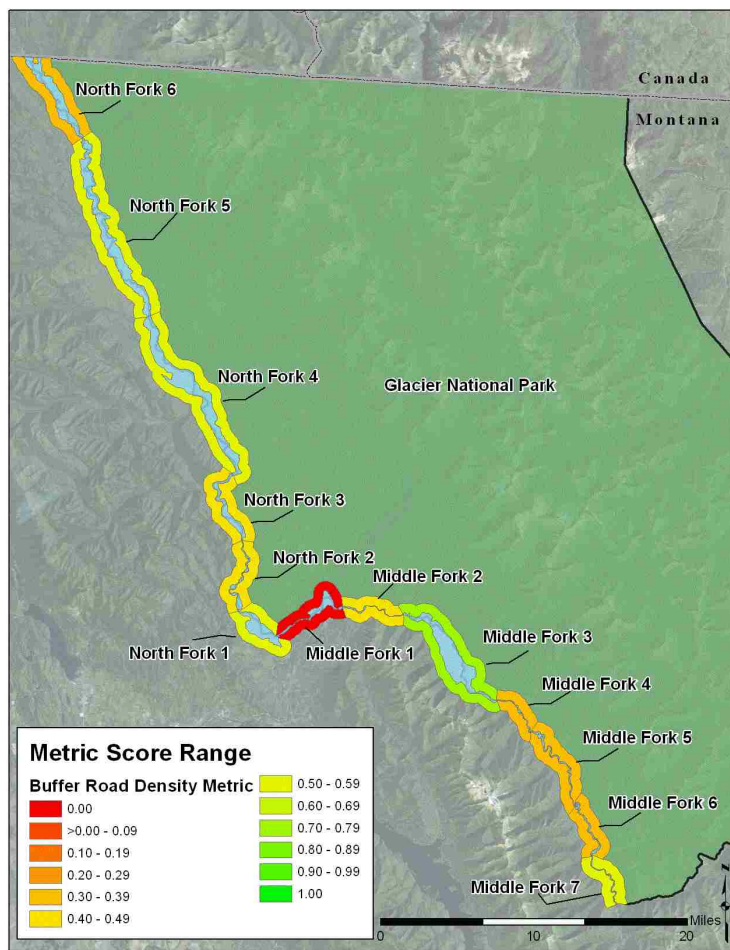 Canada
Montana
North Fork 6
North Fork 5
North Fork 4
Glacier National Park
North Fork 3
North Fork 2
Middle Fork 2
North Fork 1
Middle Fork 1
Middle Fork 3
Middle Fork 4
Middle Fork 5
Middle Fork 6
Middle Fork 7
Metric Score Range
Buffer Road Density Metric
0.00
>0.00 - 0.09
0.10 - 0.19
0.20 - 0.29
0.30 - 0.39
0.40 - 0.49
0.50 - 0.59
0.60 - 0.69
0.70 - 0.79
0.80 - 0.89
0.90 - 0.99
1.00
Miles
0 10 20